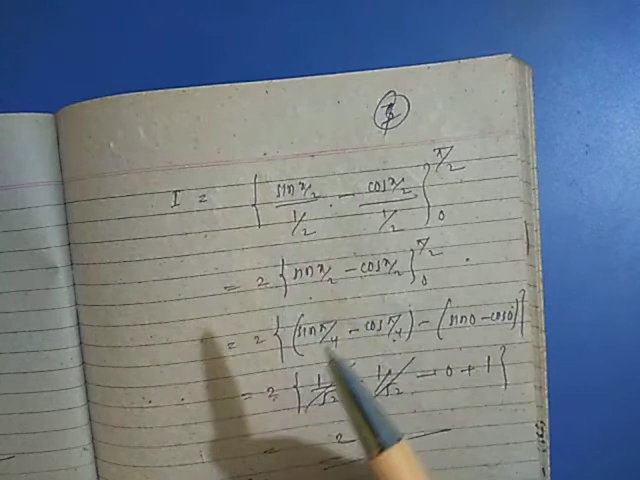 I = { sin x/2 / 1/2 - cos x/2 / 1/2 } 0 π/2
= 2 { sin x/2 - cos x/2 } 0 π/2
= 2 { (sin π/4 - cos π/4) - (sin 0 - cos 0) }
= 2 { 1/√2 - 1/√2 - 0 + 1 }
= 2